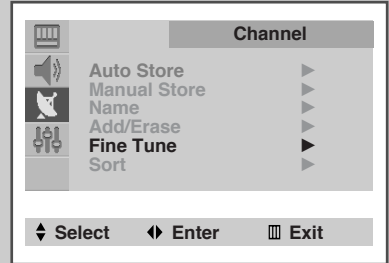 Channel
Auto Store
Manual Store
Name
Add/Erase
Fine Tune
Sort
Select Enter Exit